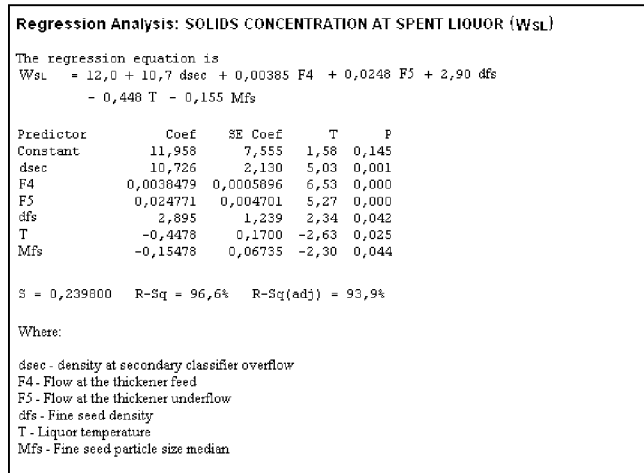 Regression Analysis: SOLIDS CONCENTRATION AT SPENT LIQUOR (WSL)
The regression equation is
WSL = 12,0 + 10,7 dsec + 0,00385 F4 + 0,0248 F5 + 2,90 dfs
- 0,448 T - 0,155 Mfs
Predictor Coef SE Coef T P
Constant 11,958 7,555 1,58 0,145
dsec 10,726 2,130 5,03 0,001
F4 0,0038479 0,0005896 6,53 0,000
F5 0,024771 0,004701 5,27 0,000
dfs 2,895 1,239 2,34 0,042
T -0,4478 0,1700 -2,63 0,025
Mfs -0,15478 0,06735 -2,30 0,044
S = 0,239800 R-Sq = 96,6% R-Sq(adj) = 93,9%
Where:
dsec - density at secondary classifier overflow
F4 - Flow at the thickener feed
F5 - Flow at the thickener underflow
dfs - Fine seed density
T - Liquor temperature
Mfs - Fine seed particle size median